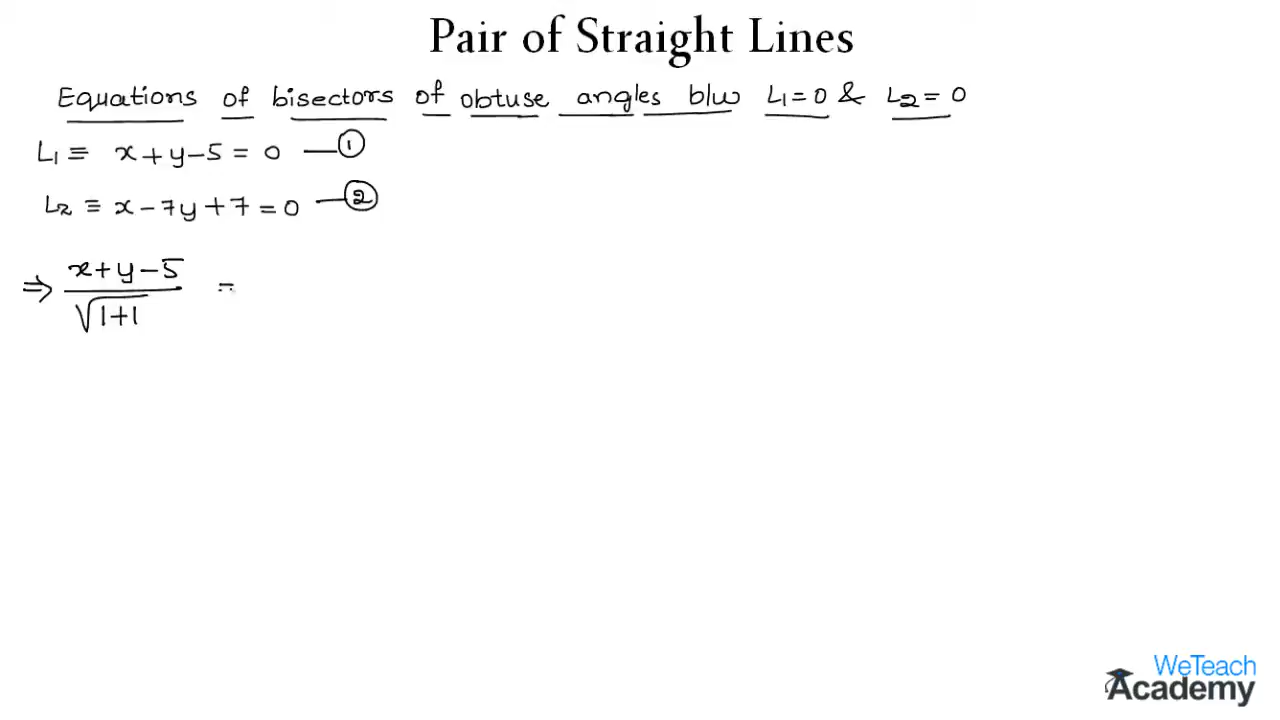 Pair of Straight Lines
Equations of bisectors of obtuse angles b/w L₁=0 & L₂=0
L₁ ≡ x+y-5=0 —①
L₂ ≡ x-7y+7=0 —②
⇒ (x+y-5)/√(1+1) =
WeTeach
Academy